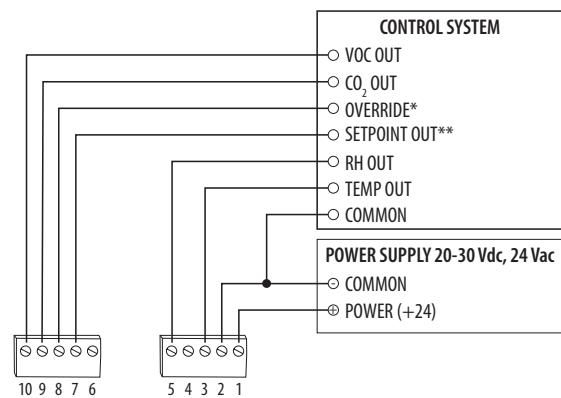 CONTROL SYSTEM
VOC OUT
CO₂ OUT
OVERRIDE*
SETPOINT OUT**
RH OUT
TEMP OUT
COMMON
POWER SUPPLY 20-30 Vdc, 24 Vac
COMMON
POWER (+24)
10 9 8 7 6 5 4 3 2 1